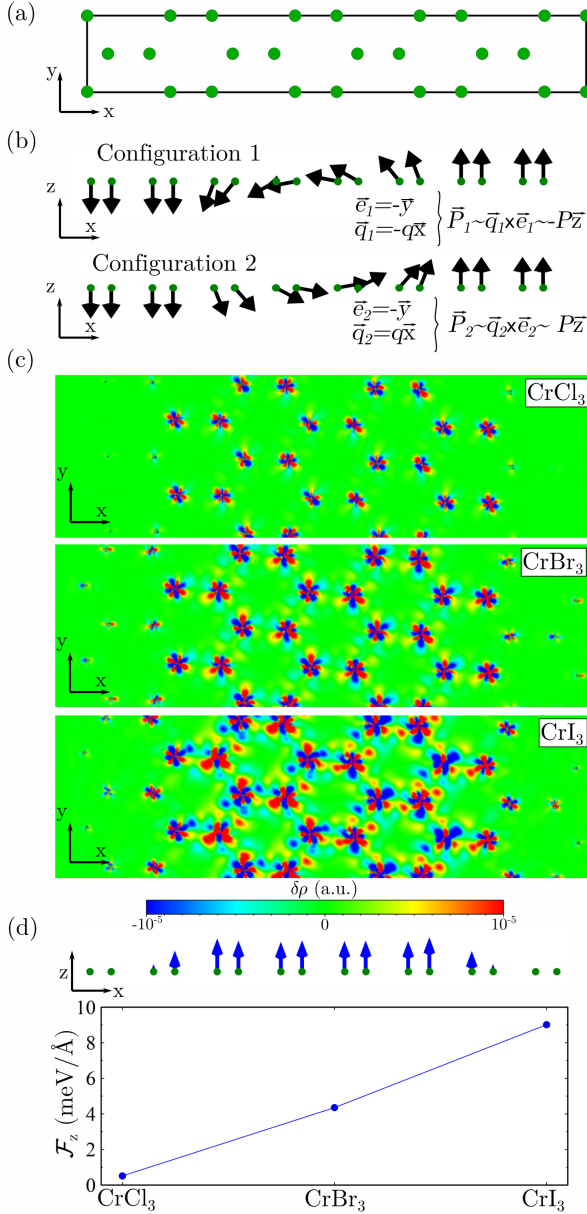 (a)
y
x
(b)
Configuration 1
z
x
e⃗₁=-y⃗
q⃗₁=-qx⃗
P⃗₁~q⃗₁×e⃗₁~-Pz⃗
Configuration 2
z
x
e⃗₂=-y⃗
q⃗₂=qx⃗
P⃗₂~q⃗₂×e⃗₂~ Pz⃗
(c)
CrCl₃
y
x
CrBr₃
y
x
CrI₃
y
x
δρ (a.u.)
-10⁻⁵ 0 10⁻⁵
(d)
z
x
10
8
6
4
2
0
ℱz (meV/Å)
CrCl₃ CrBr₃ CrI₃